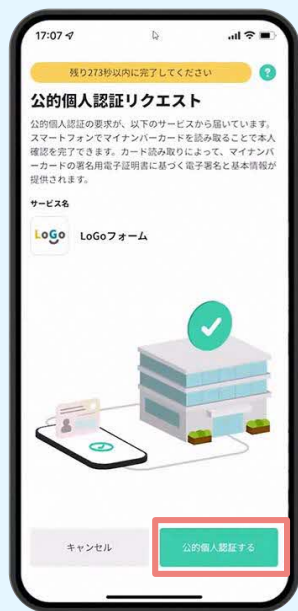 17:07
残り273秒以内に完了してください
?
公的個人認証リクエスト
公的個人認証の要求が、以下のサービスから届いています。
スマートフォンでマイナンバーカードを読み取ることで本人
確認を完了できます。カード読み取りによって、マイナンバ
ーカードの署名用電子証明書に基づく電子署名と基本情報が
提供されます。
サービス名
LoGo
LoGoフォーム
キャンセル
公的個人認証する